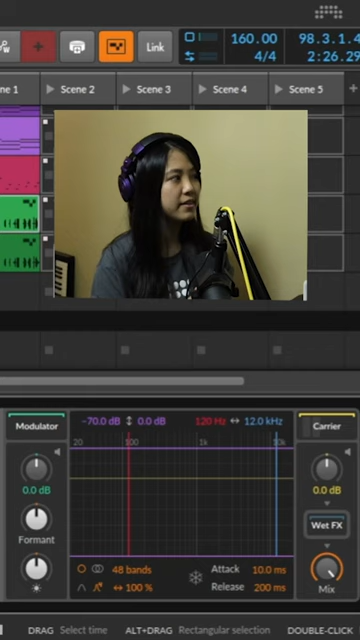 Link
160.00
4/4
98.3.1.4
2:26.29
ne 1
Scene 2
Scene 3
Scene 4
Scene 5
Modulator
0.0 dB
Formant
-70.0 dB
0.0 dB
120 Hz
12.0 kHz
20
100
1k
10k
48 bands
100 %
Attack
10.0 ms
Release
200 ms
Carrier
0.0 dB
Wet FX
Mix
DRAG Select time
ALT+DRAG Rectangular selection
DOUBLE-CLICK